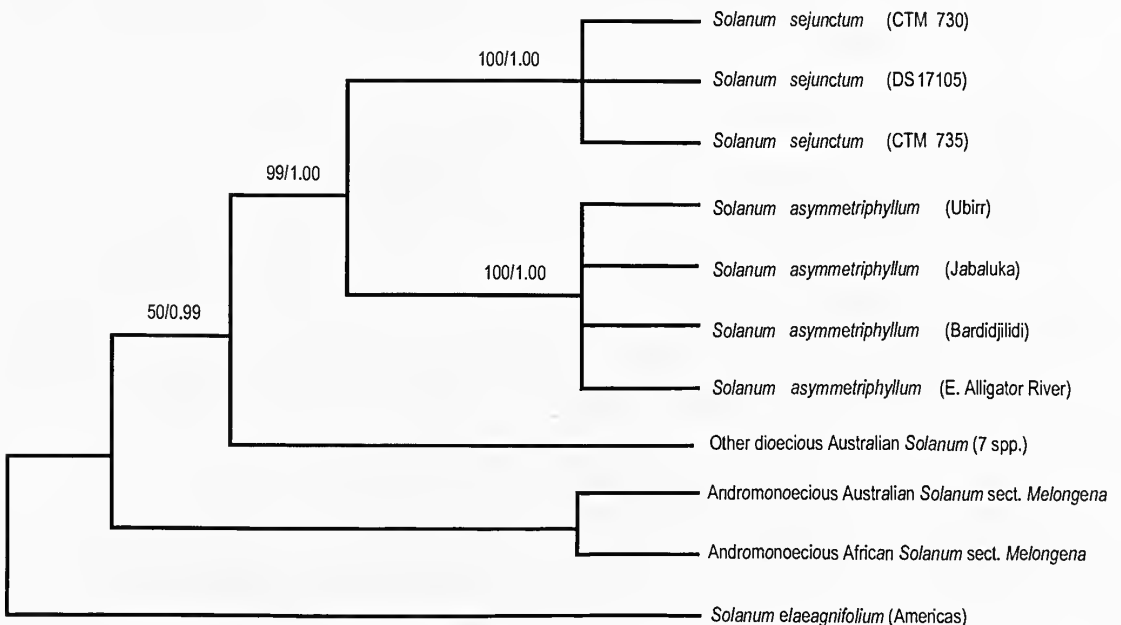 Solanum sejunctum (CTM 730)
100/1.00
Solanum sejunctum (DS17105)
Solanum sejunctum (CTM 735)
99/1.00
Solanum asymmetriphyllum (Ubirr)
100/1.00
Solanum asymmetriphyllum (Jabaluka)
50/0.99
Solanum asymmetriphyllum (Bardidjilidi)
Solanum asymmetriphyllum (E. Alligator River)
Other dioecious Australian Solanum (7 spp.)
Andromonoecious Australian Solanum sect. Melongena
Andromonoecious African Solanum sect. Melongena
Solanum elaeagnifolium (Americas)